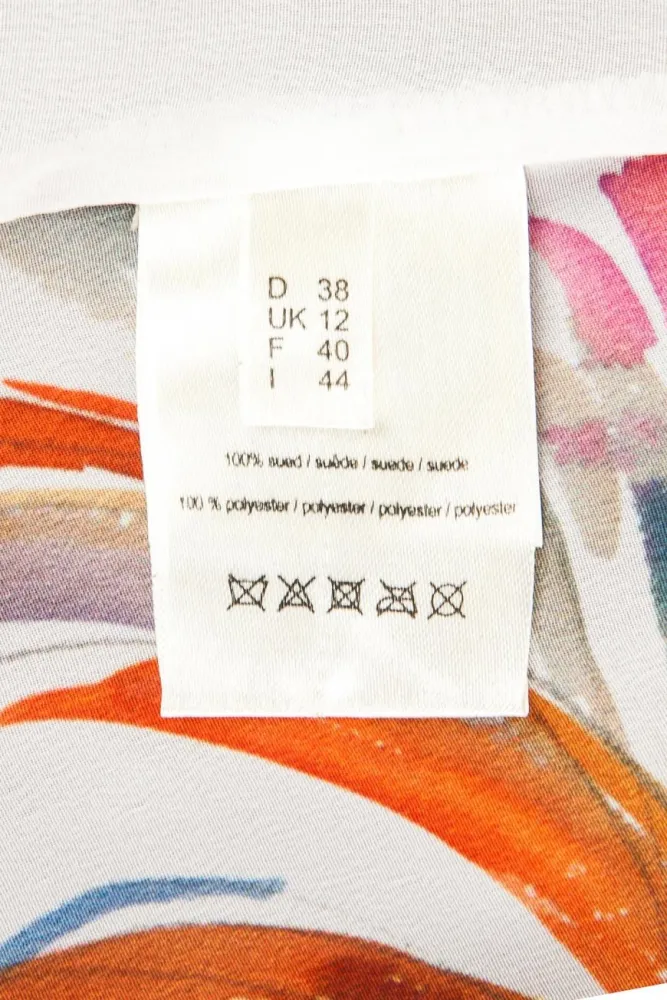 D 38
UK 12
F 40
I 44
100% sued / suède / suede / suede
100 % polyester / polyester / polyester / polyester